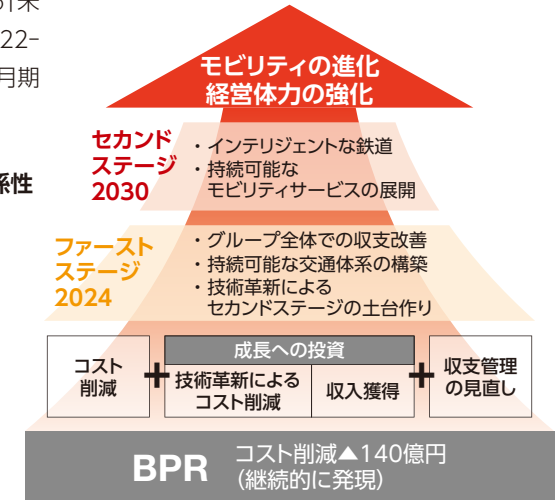 22-
月期
係性
モビリティの進化
経営体力の強化
セカンド
ステージ
2030
・インテリジェントな鉄道
・持続可能な
モビリティサービスの展開
ファースト
ステージ
2024
・グループ全体での収支改善
・持続可能な交通体系の構築
・技術革新による
セカンドステージの土台作り
コスト
削減
+
成長への投資
技術革新による
コスト削減
収入獲得
+
収支管理
の見直し
BPR
コスト削減▲140億円
(継続的に発現)